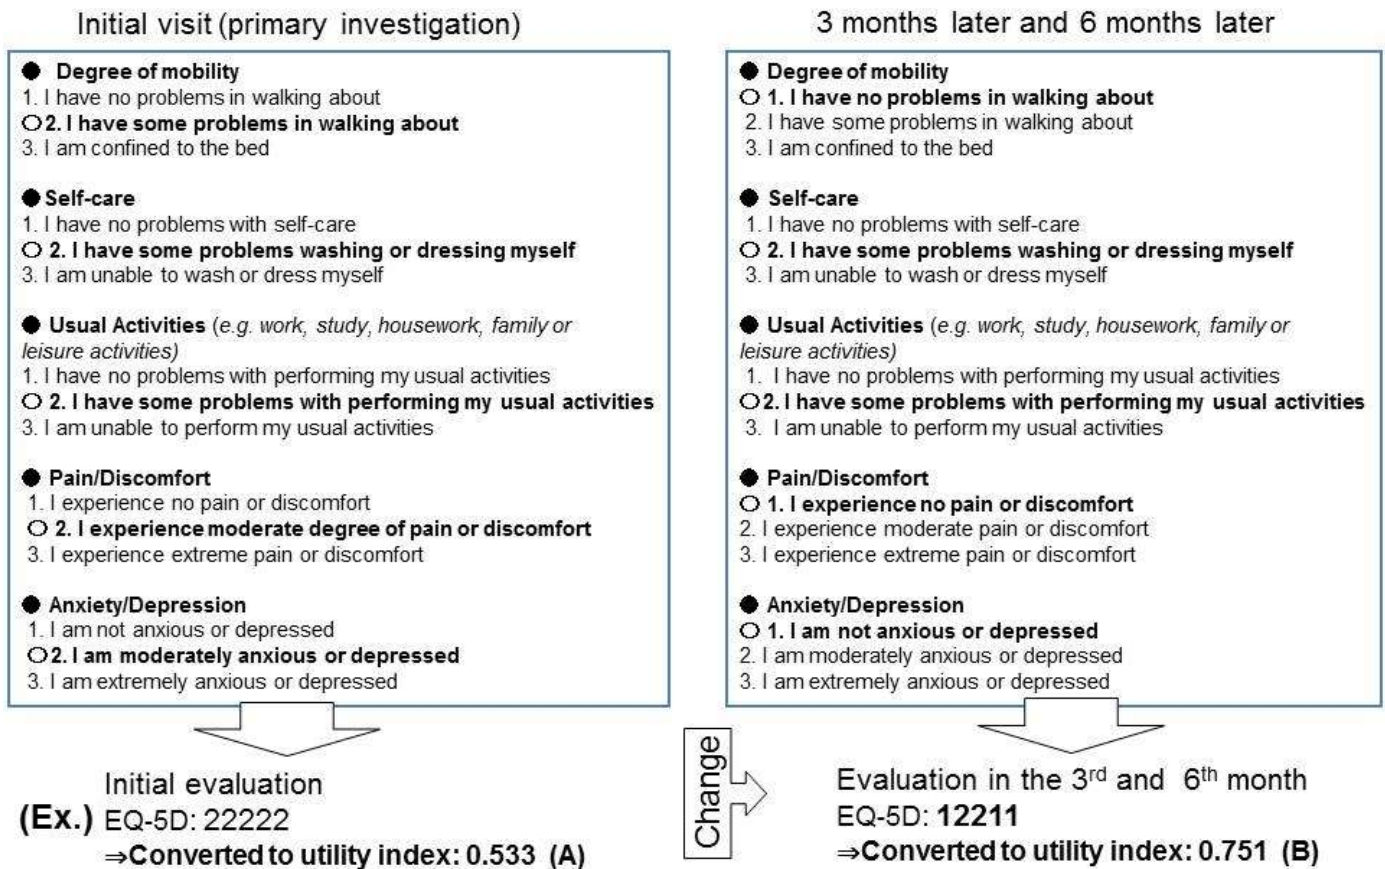 Initial visit (primary investigation)
● Degree of mobility
1. I have no problems in walking about
○2. I have some problems in walking about
3. I am confined to the bed
● Self-care
1. I have no problems with self-care
○ 2. I have some problems washing or dressing myself
3. I am unable to wash or dress myself
● Usual Activities (e.g. work, study, housework, family or
leisure activities)
1. I have no problems with performing my usual activities
○ 2. I have some problems with performing my usual activities
3. I am unable to perform my usual activities
● Pain/Discomfort
1. I experience no pain or discomfort
○ 2. I experience moderate degree of pain or discomfort
3. I experience extreme pain or discomfort
● Anxiety/Depression
1. I am not anxious or depressed
○2. I am moderately anxious or depressed
3. I am extremely anxious or depressed
Initial evaluation
(Ex.) EQ-5D: 22222
⇒Converted to utility index: 0.533 (A)
Change
3 months later and 6 months later
● Degree of mobility
○ 1. I have no problems in walking about
2. I have some problems in walking about
3. I am confined to the bed
● Self-care
1. I have no problems with self-care
○ 2. I have some problems washing or dressing myself
3. I am unable to wash or dress myself
● Usual Activities (e.g. work, study, housework, family or
leisure activities)
1. I have no problems with performing my usual activities
○2. I have some problems with performing my usual activities
3. I am unable to perform my usual activities
● Pain/Discomfort
○ 1. I experience no pain or discomfort
2. I experience moderate pain or discomfort
3. I experience extreme pain or discomfort
● Anxiety/Depression
○ 1. I am not anxious or depressed
2. I am moderately anxious or depressed
3. I am extremely anxious or depressed
Evaluation in the 3rd and 6th month
EQ-5D: 12211
⇒Converted to utility index: 0.751 (B)